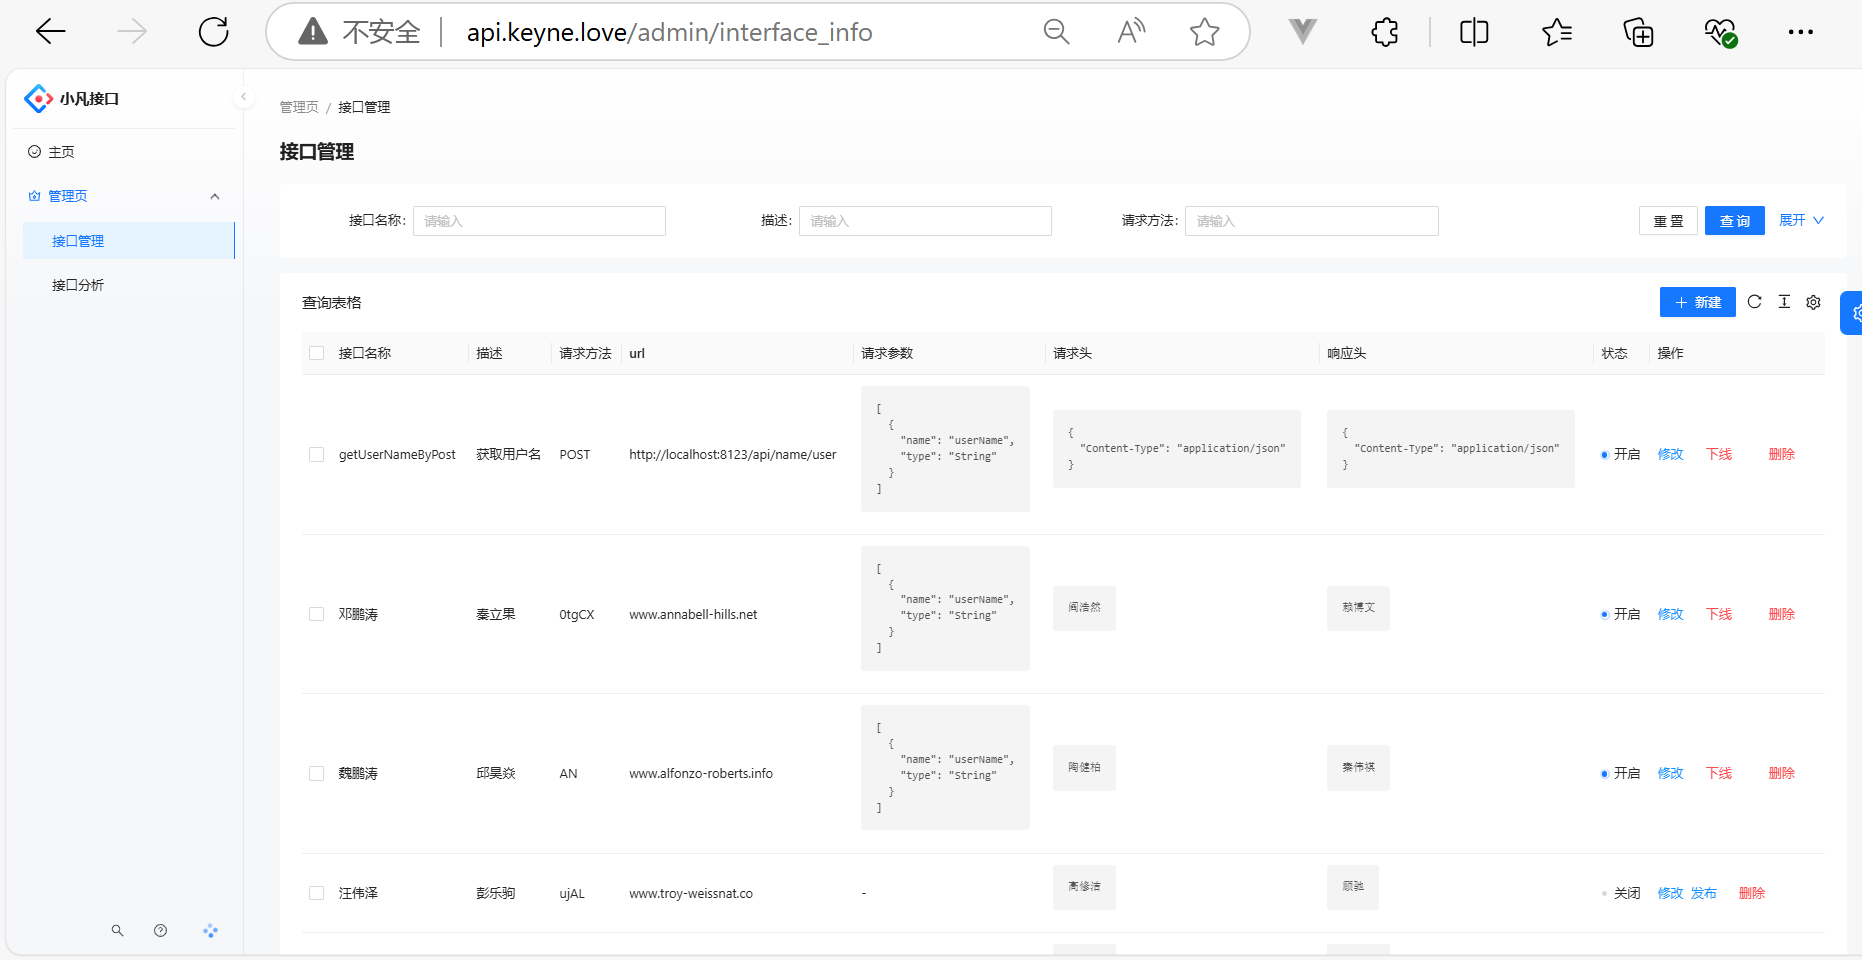 不安全 api.keyne.love/admin/interface_info
小凡接口
主页
管理页
接口管理
接口分析
管理页 / 接口管理
接口管理
接口名称: 请输入 描述: 请输入 请求方法: 请输入 重 置 查 询 展开
查询表格 新建
接口名称 描述 请求方法 url 请求参数 请求头 响应头 状态 操作
getUserNameByPost 获取用户名 POST http://localhost:8123/api/name/user
[
{
"name": "userName",
"type": "String"
}
]
{
"Content-Type": "application/json"
}
{
"Content-Type": "application/json"
}
开启 修改 下线 删除
邓鹏涛 秦立果 0tgCX www.annabell-hills.net
[
{
"name": "userName",
"type": "String"
}
]
阎浩然
赖博文
开启 修改 下线 删除
魏鹏涛 邱昊焱 AN www.alfonzo-roberts.info
[
{
"name": "userName",
"type": "String"
}
]
陶健柏
秦伟祺
开启 修改 下线 删除
汪伟泽 彭乐驹 ujAL www.troy-weissnat.co - 高修洁 顾驰 关闭 修改 发布 删除